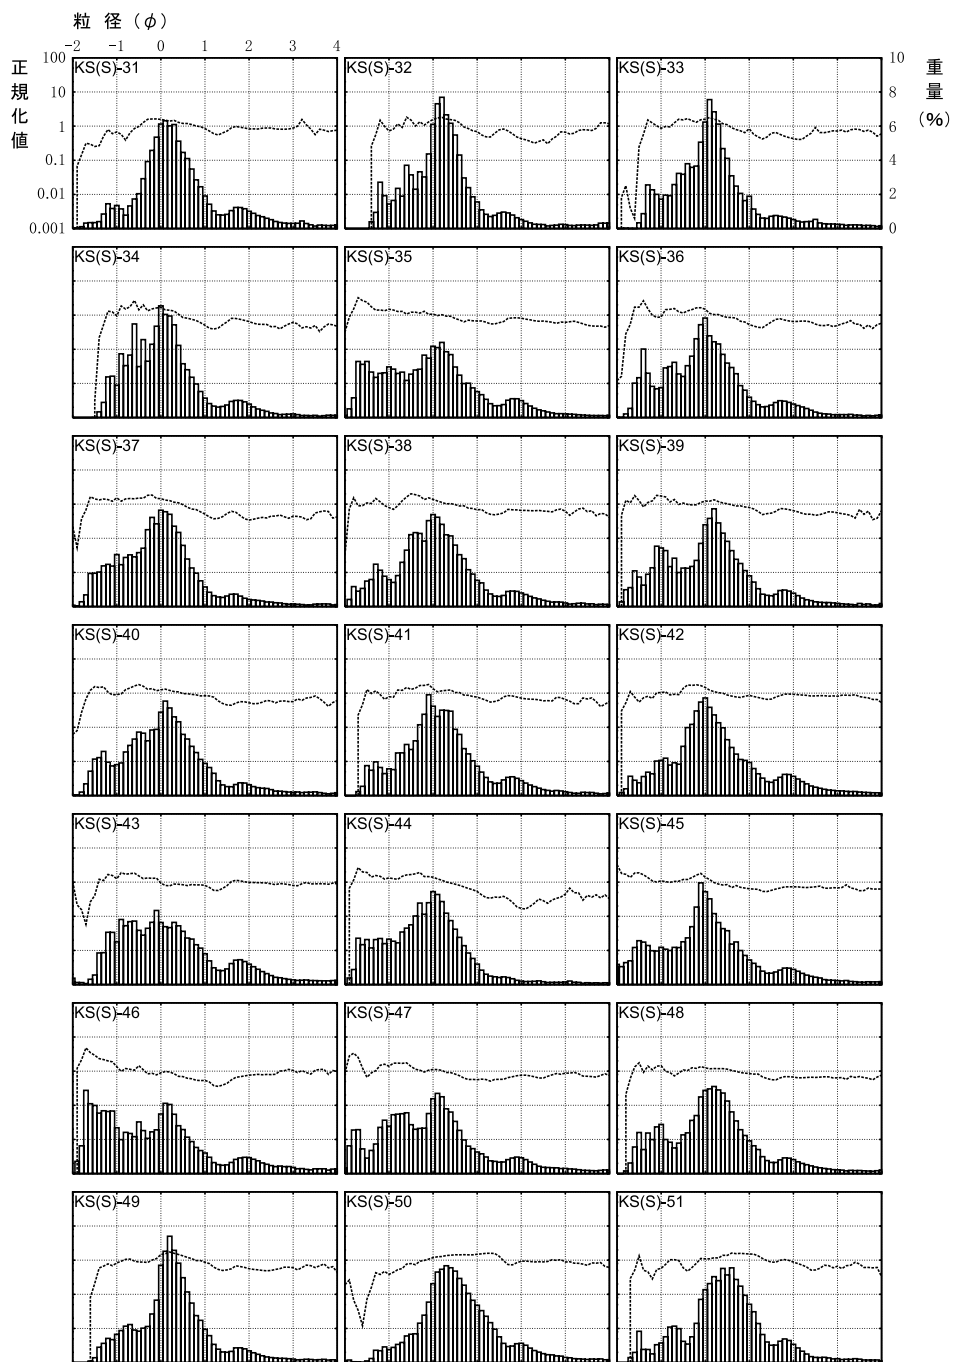 粒 径 (φ)
-2 -1 0 1 2 3 4
正規化値
100
10
1
0.1
0.01
0.001
重量(%)
10
8
6
4
2
0
KS(S)-31 KS(S)-32 KS(S)-33
KS(S)-34 KS(S)-35 KS(S)-36
KS(S)-37 KS(S)-38 KS(S)-39
KS(S)-40 KS(S)-41 KS(S)-42
KS(S)-43 KS(S)-44 KS(S)-45
KS(S)-46 KS(S)-47 KS(S)-48
KS(S)-49 KS(S)-50 KS(S)-51